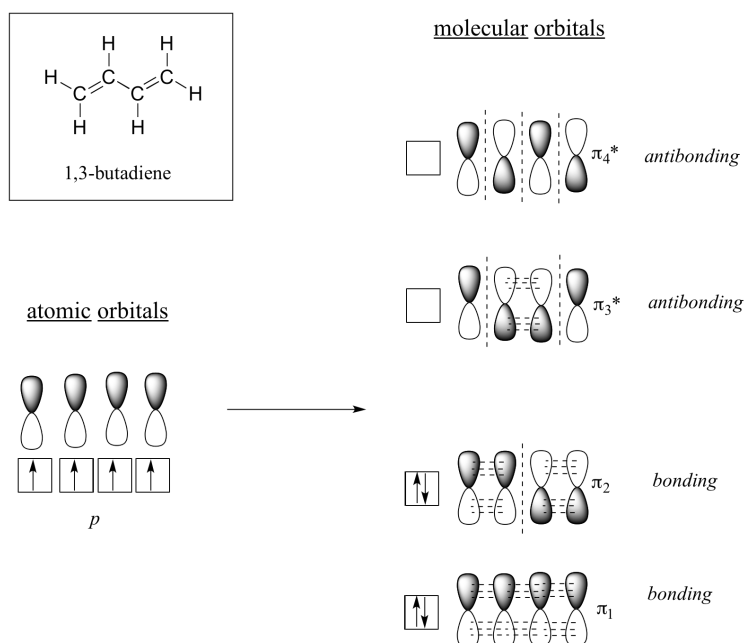 molecular orbitals
H
H
H
C
C
C
C
H
H
H
1,3-butadiene
π4*
antibonding
π3*
antibonding
atomic orbitals
p
π2
bonding
π1
bonding